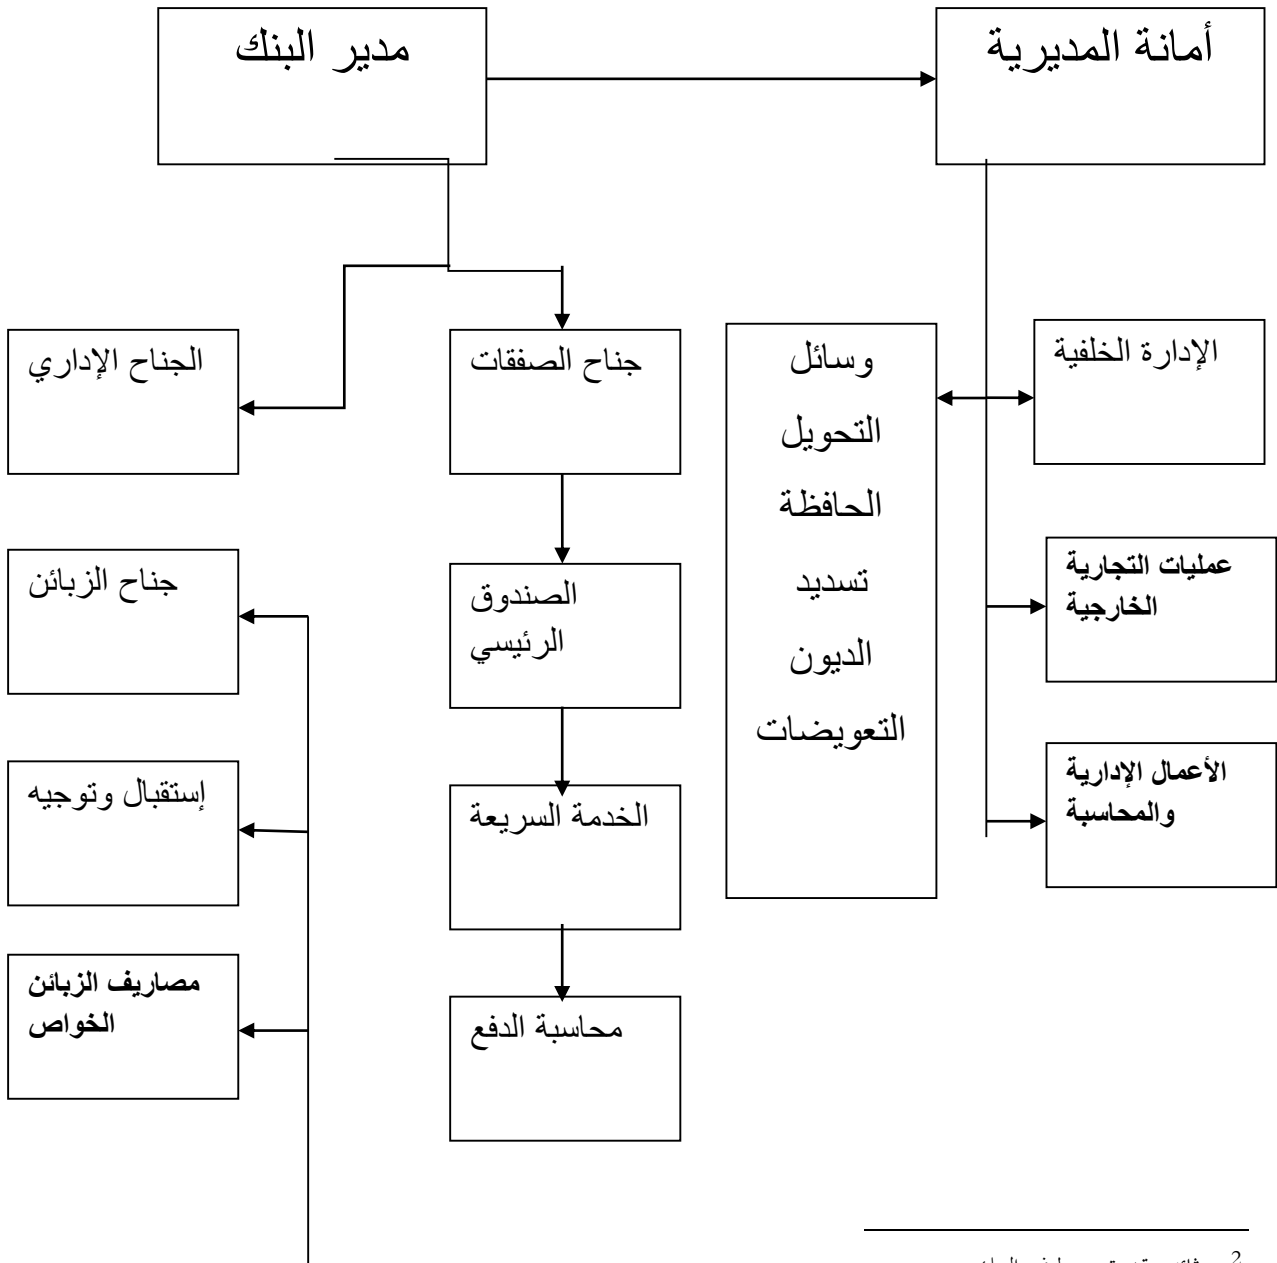 أمانة المديرية
مدير البنك
الإدارة الخلفية
وسائل
التحويل
الحافظة
تسديد
الديون
التعويضات
جناح الصفقات
الجناح الإداري
عمليات التجارية
الخارجية
الصندوق
الرئيسي
جناح الزبائن
الأعمال الإدارية
والمحاسبة
الخدمة السريعة
إستقبال وتوجيه
محاسبة الدفع
مصاريف الزبائن
الخواص
2